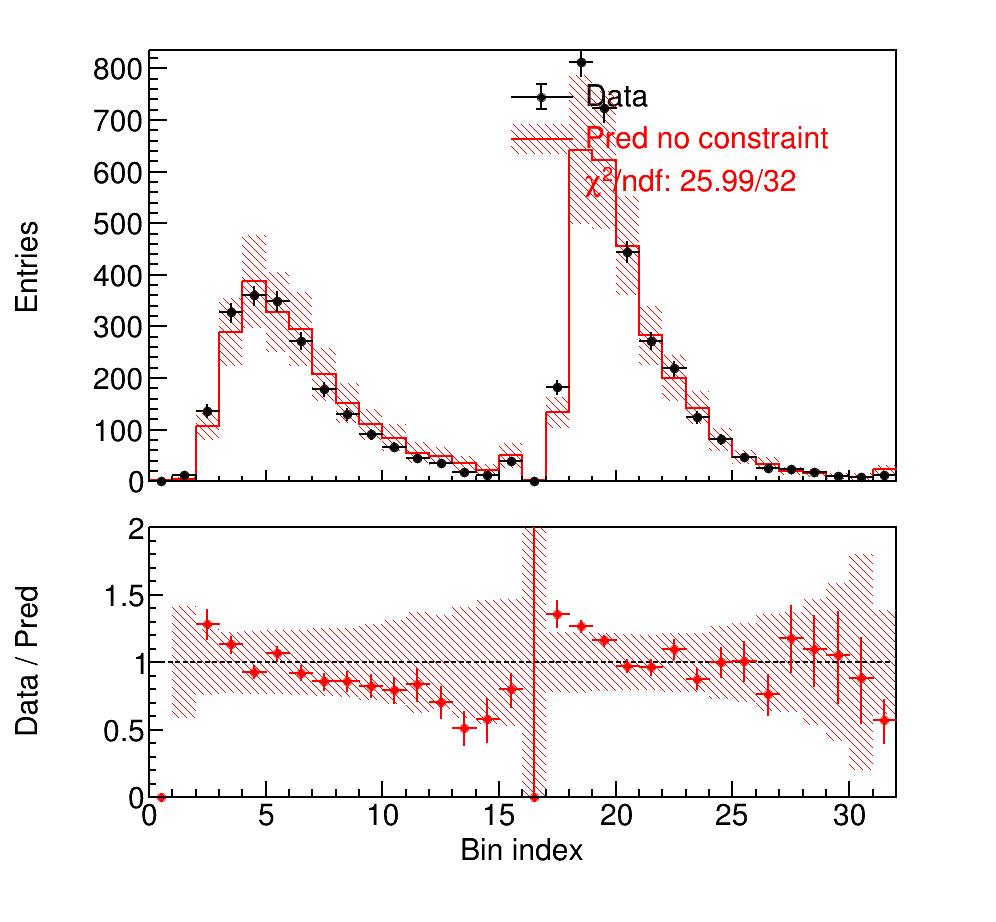 Entries
800
700
600
500
400
300
200
100
0
Data
Pred no constraint
χ²/ndf: 25.99/32
Data / Pred
2
1.5
1
0.5
0
0 5 10 15 20 25 30
Bin index